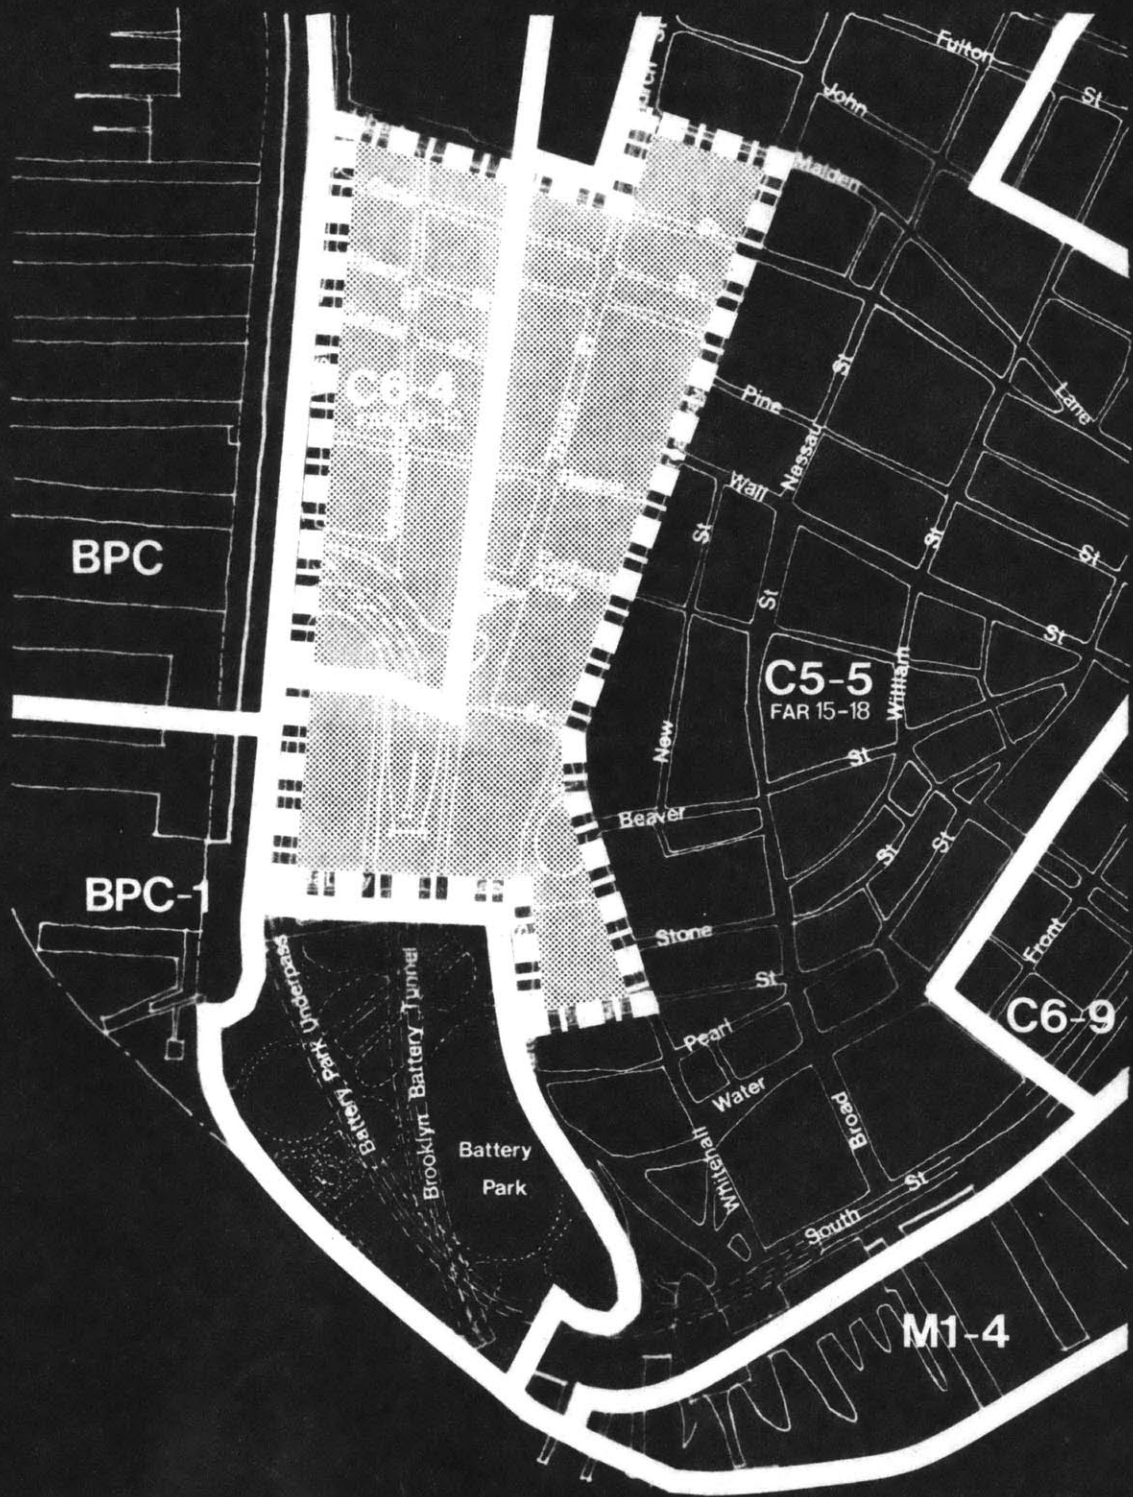 Fulton
St
St
John
Maiden
C6-4
Lane
Pine
St
Nassau
Wall
St
St
St
BPC
St
St
C5-5
FAR 15-18
William
New
St
Beaver
St
St
BPC-1
Stone
Front
St
C6-9
Pearl
Battery Park Underpass
Brooklyn Battery Tunnel
Water
Broad
Battery
Park
Whitehall
St
South
M1-4